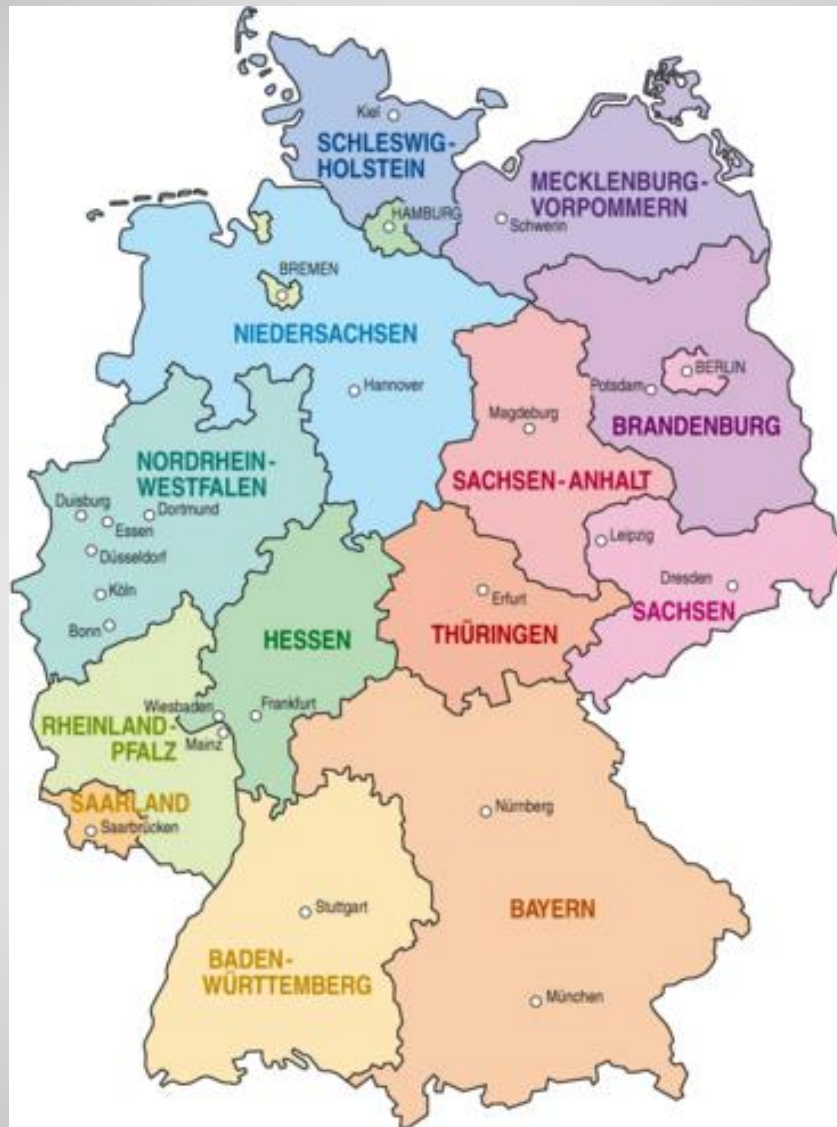 Kiel
SCHLESWIG-
HOLSTEIN
MECKLENBURG-
VORPOMMERN
HAMBURG
Schwerin
BREMEN
NIEDERSACHSEN
Hannover
BERLIN
Potsdam
Magdeburg
BRANDENBURG
NORDRHEIN-
WESTFALEN
SACHSEN-ANHALT
Duisburg
Dortmund
Essen
Düsseldorf
Leipzig
Köln
Dresden
Erfurt
SACHSEN
Bonn
HESSEN
THÜRINGEN
Wiesbaden
Frankfurt
RHEINLAND-
PFALZ
Mainz
SAARLAND
Saarbrücken
Nürnberg
Stuttgart
BAYERN
BADEN-
WÜRTTEMBERG
München